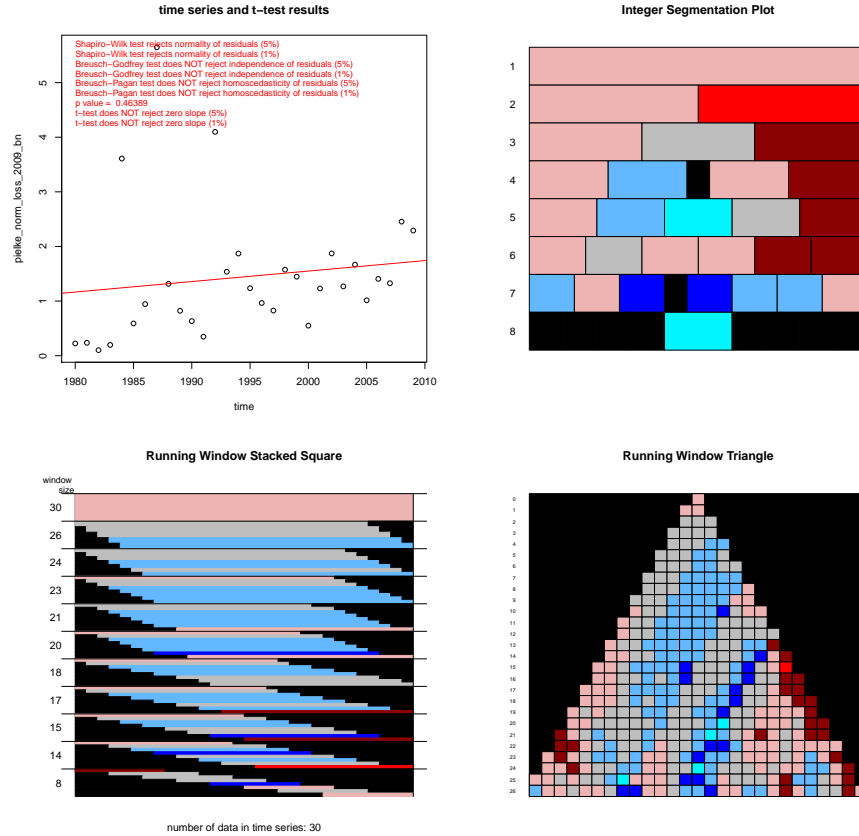 time series and t−test results
Shapiro−Wilk test rejects normality of residuals (5%)
Shapiro−Wilk test rejects normality of residuals (1%)
Breusch−Godfrey test does NOT reject independence of residuals (5%)
Breusch−Godfrey test does NOT reject independence of residuals (1%)
Breusch−Pagan test does NOT reject homoscedasticity of residuals (5%)
Breusch−Pagan test does NOT reject homoscedasticity of residuals (1%)
p value = 0.46389
t−test does NOT reject zero slope (5%)
t−test does NOT reject zero slope (1%)
pielke_norm_loss_2009_bn
5
4
3
2
1
0
1980 1985 1990 1995 2000 2005 2010
time
Integer Segmentation Plot
1
2
3
4
5
6
7
8
Running Window Stacked Square
window
size
30
26
24
23
21
20
18
17
15
14
8
number of data in time series: 30
Running Window Triangle
0
1
2
3
4
5
6
7
8
9
10
11
12
13
14
15
16
17
18
19
20
21
22
23
24
25
26